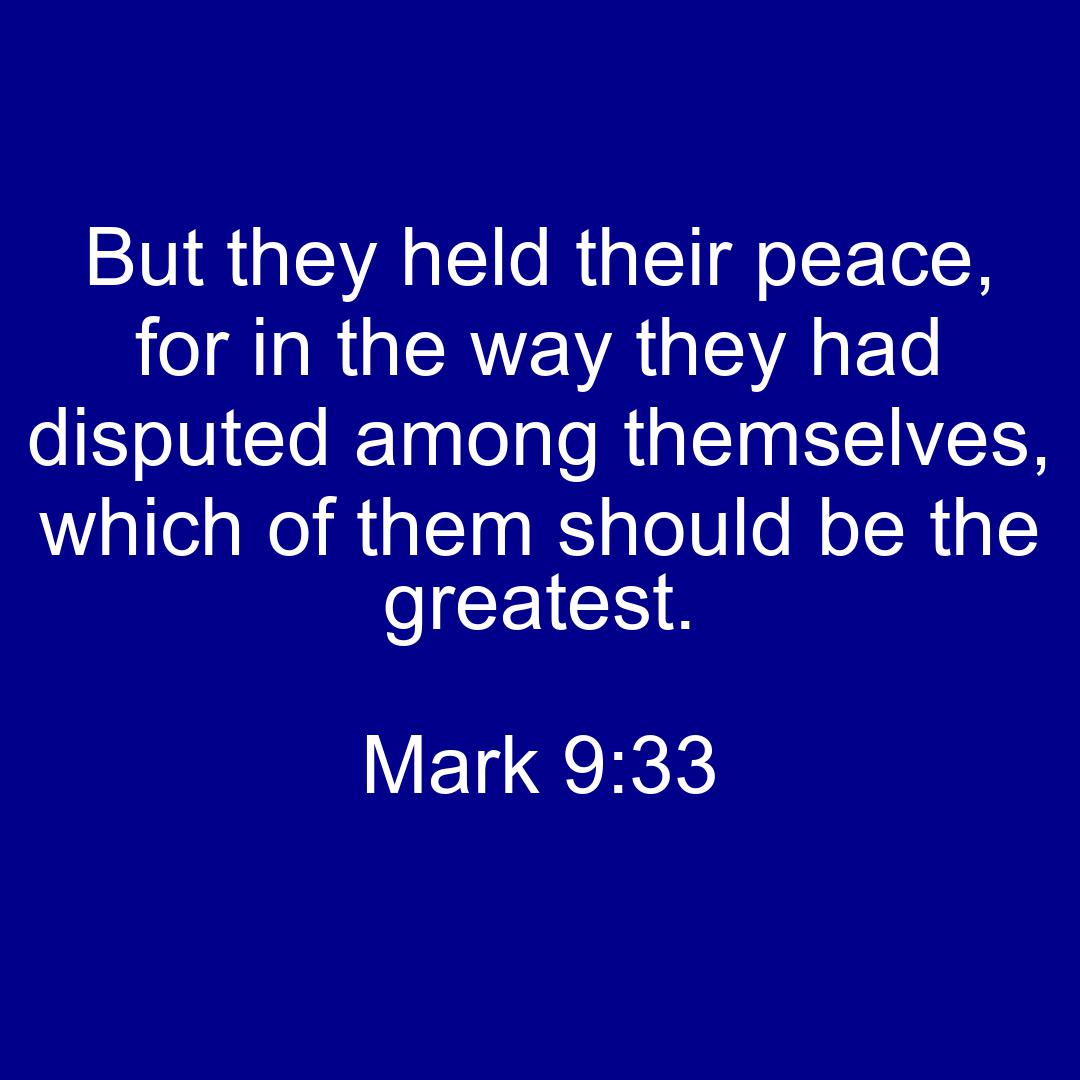 But they held their peace,
for in the way they had
disputed among themselves,
which of them should be the
greatest.
Mark 9:33